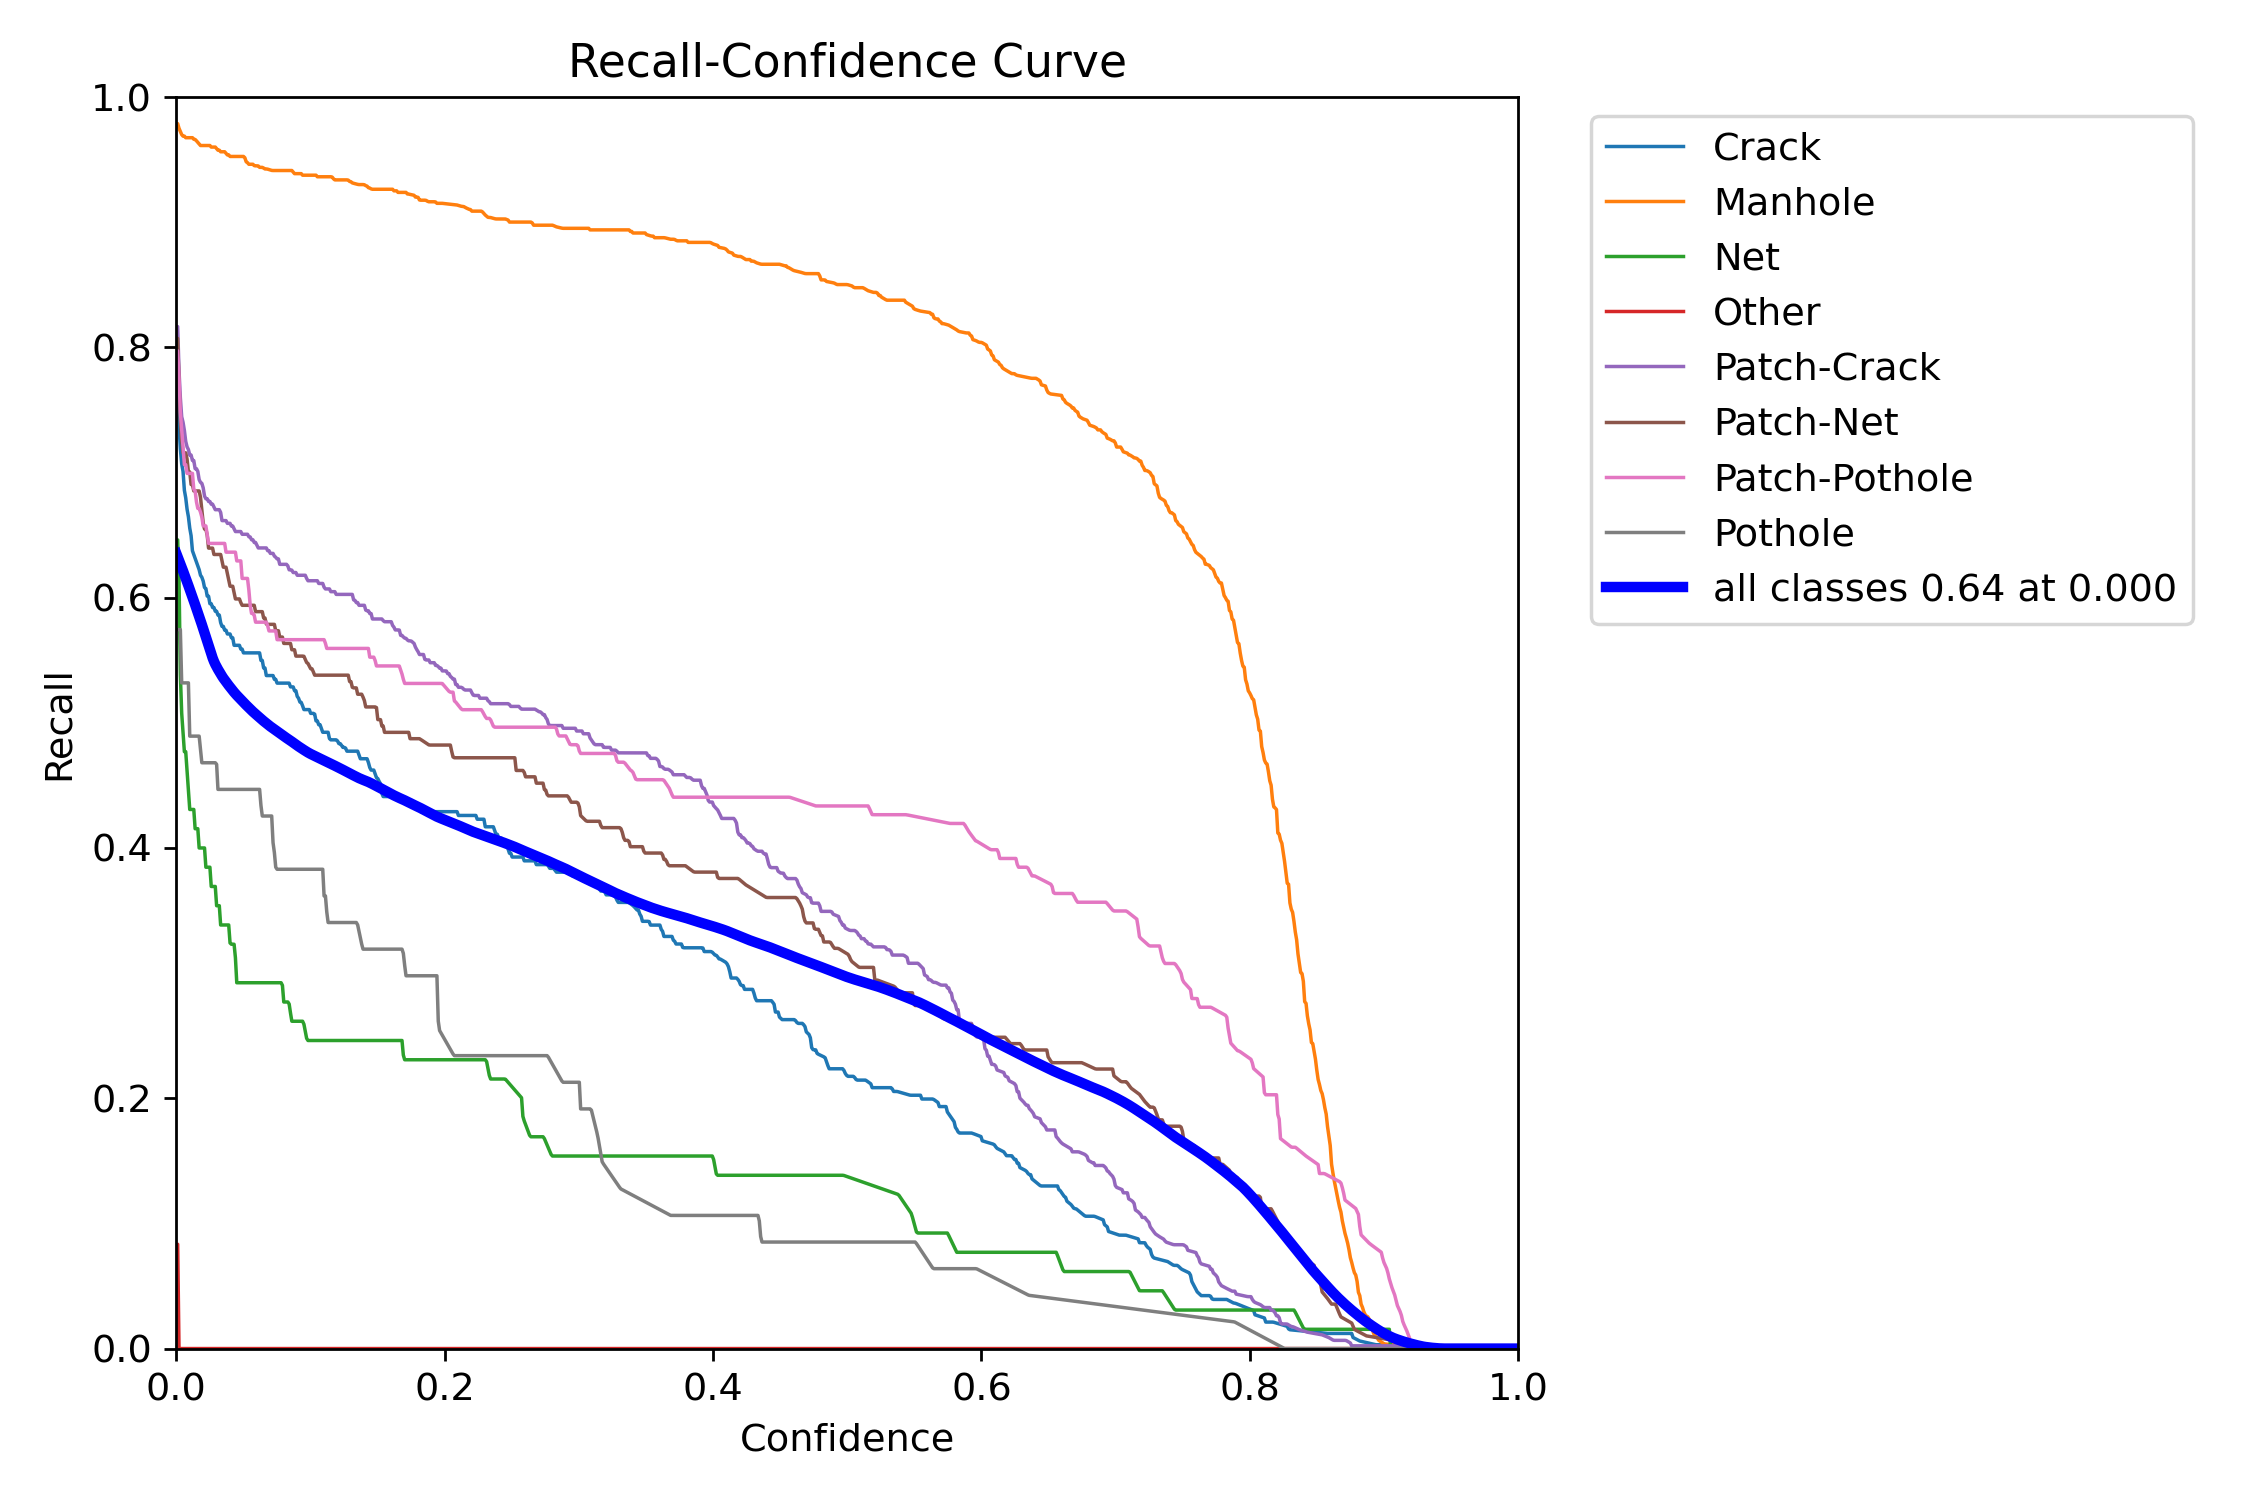 Recall-Confidence Curve
1.0
0.8
0.6
0.4
0.2
0.0
Recall
0.0 0.2 0.4 0.6 0.8 1.0
Confidence
Crack
Manhole
Net
Other
Patch-Crack
Patch-Net
Patch-Pothole
Pothole
all classes 0.64 at 0.000